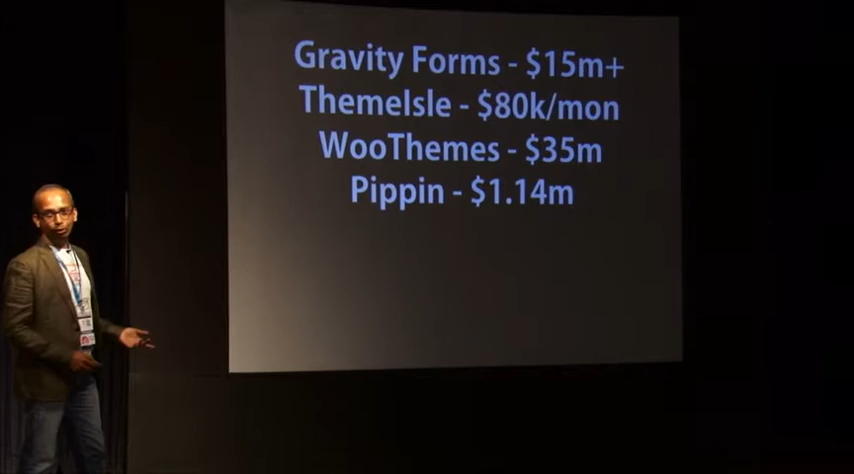 Gravity Forms - $15m+
ThemeIsle - $80k/mon
WooThemes - $35m
Pippin - $1.14m